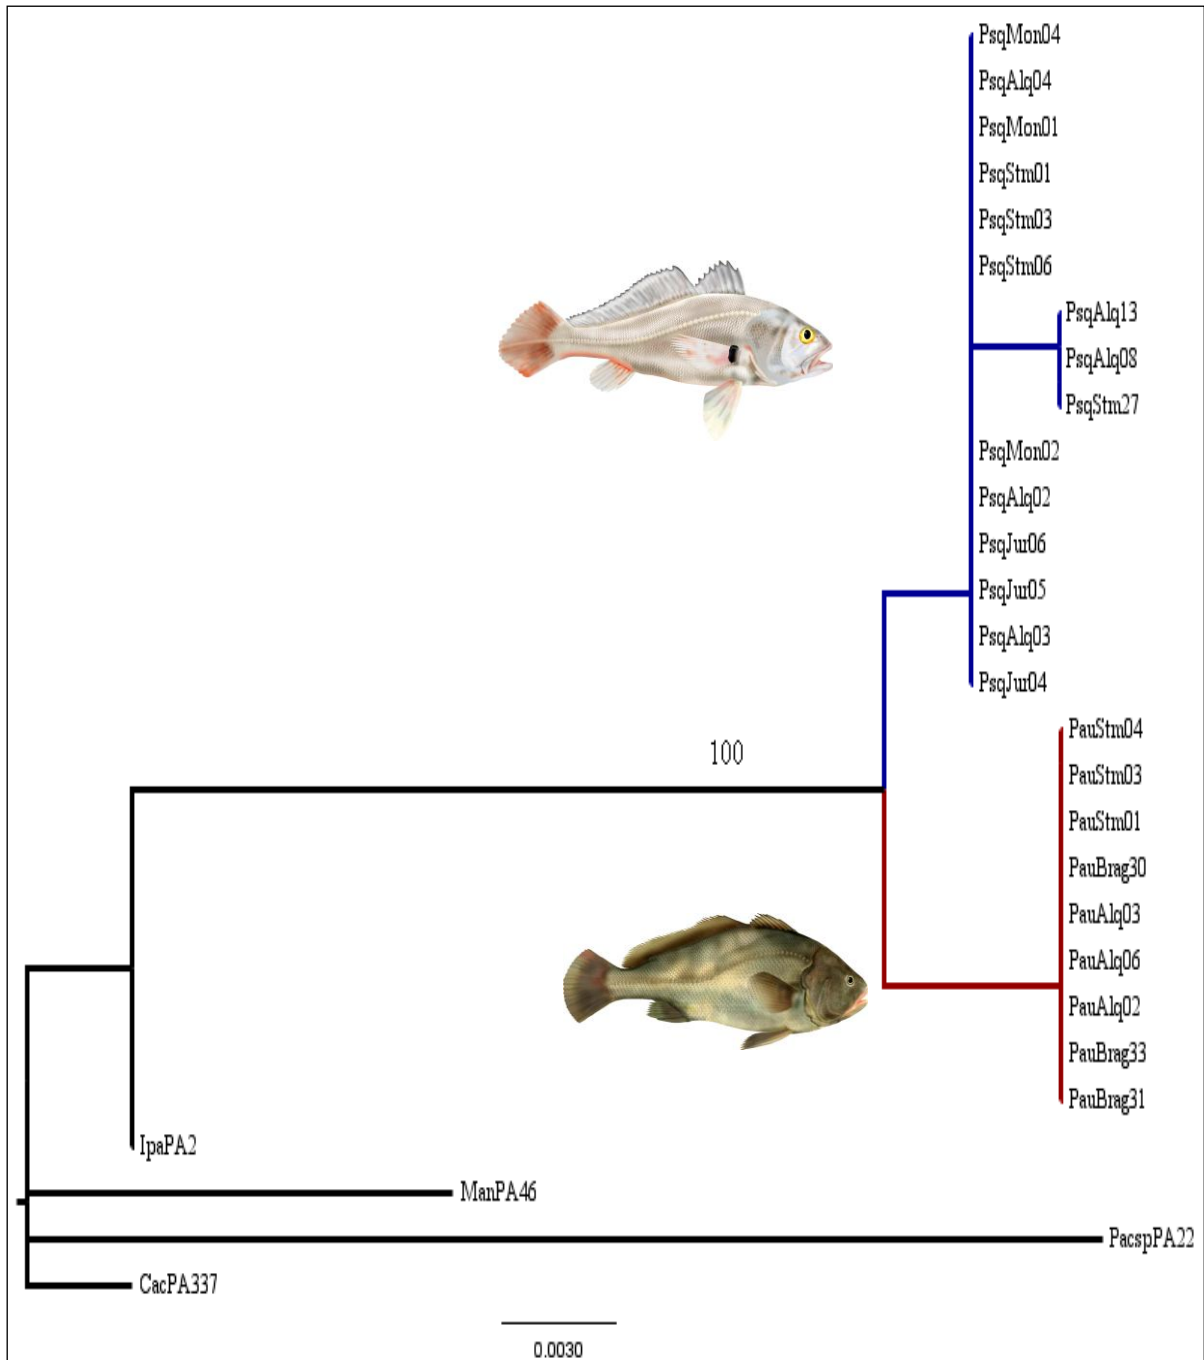 PsqMon04
PsqAlq04
PsqMon01
PsqStm01
PsqStm03
PsqStm06
PsqAlq13
PsqAlq08
PsqStm27
PsqMon02
PsqAlq02
PsqJur06
PsqJur05
PsqAlq03
PsqJur04
PauStm04
100
PauStm03
PauStm01
PauBrag30
PauAlq03
PauAlq06
PauAlq02
PauBrag33
PauBrag31
IpaPA2
ManPA46
PacspPA22
CacPA337
0.0030